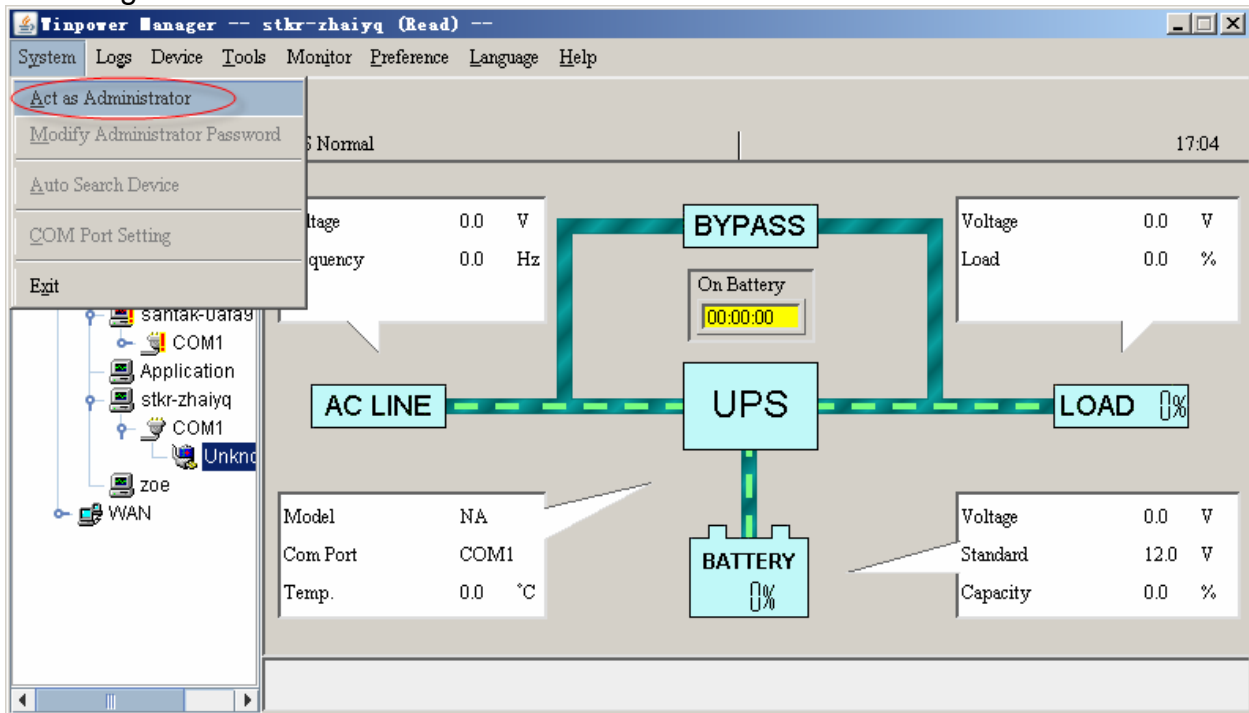 Winpower Manager -- stkr-zhaiyq (Read) --
System Logs Device Tools Monitor Preference Language Help
Act as Administrator
Modify Administrator Password
Normal 17:04
Auto Search Device
COM Port Setting
Exit
ltage 0.0 V
quency 0.0 Hz
BYPASS
On Battery
00:00:00
Voltage 0.0 V
Load 0.0 %
santak-0afa9
COM1
Application
stkr-zhaiyq
COM1
Unkno
zoe
WAN
AC LINE
UPS
LOAD 0%
Model NA
Com Port COM1
Temp. 0.0 °C
BATTERY
0%
Voltage 0.0 V
Standard 12.0 V
Capacity 0.0 %